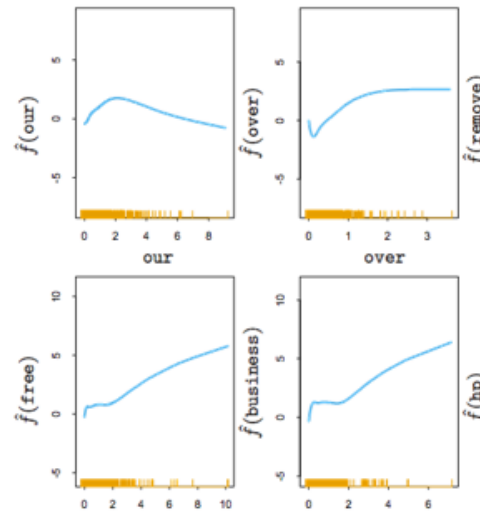 f̂(our)
5
0
-5
0 2 4 6 8
our
f̂(over)
5
0
-5
0 1 2 3
over
f̂(remove)
f̂(free)
10
5
0
-5
0 2 4 6 8 10
f̂(business)
10
5
0
-5
0 2 4 6
f̂(hp)